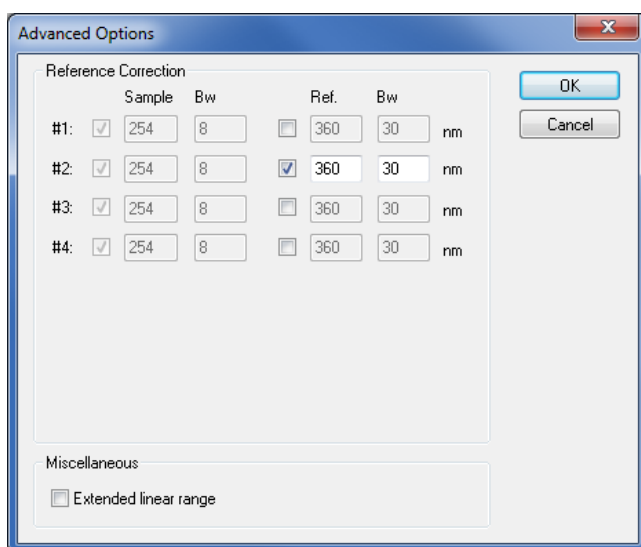 Advanced Options
Reference Correction
Sample Bw Ref. Bw
#1: 254 8 360 30 nm
#2: 254 8 360 30 nm
#3: 254 8 360 30 nm
#4: 254 8 360 30 nm
Miscellaneous
Extended linear range
OK
Cancel